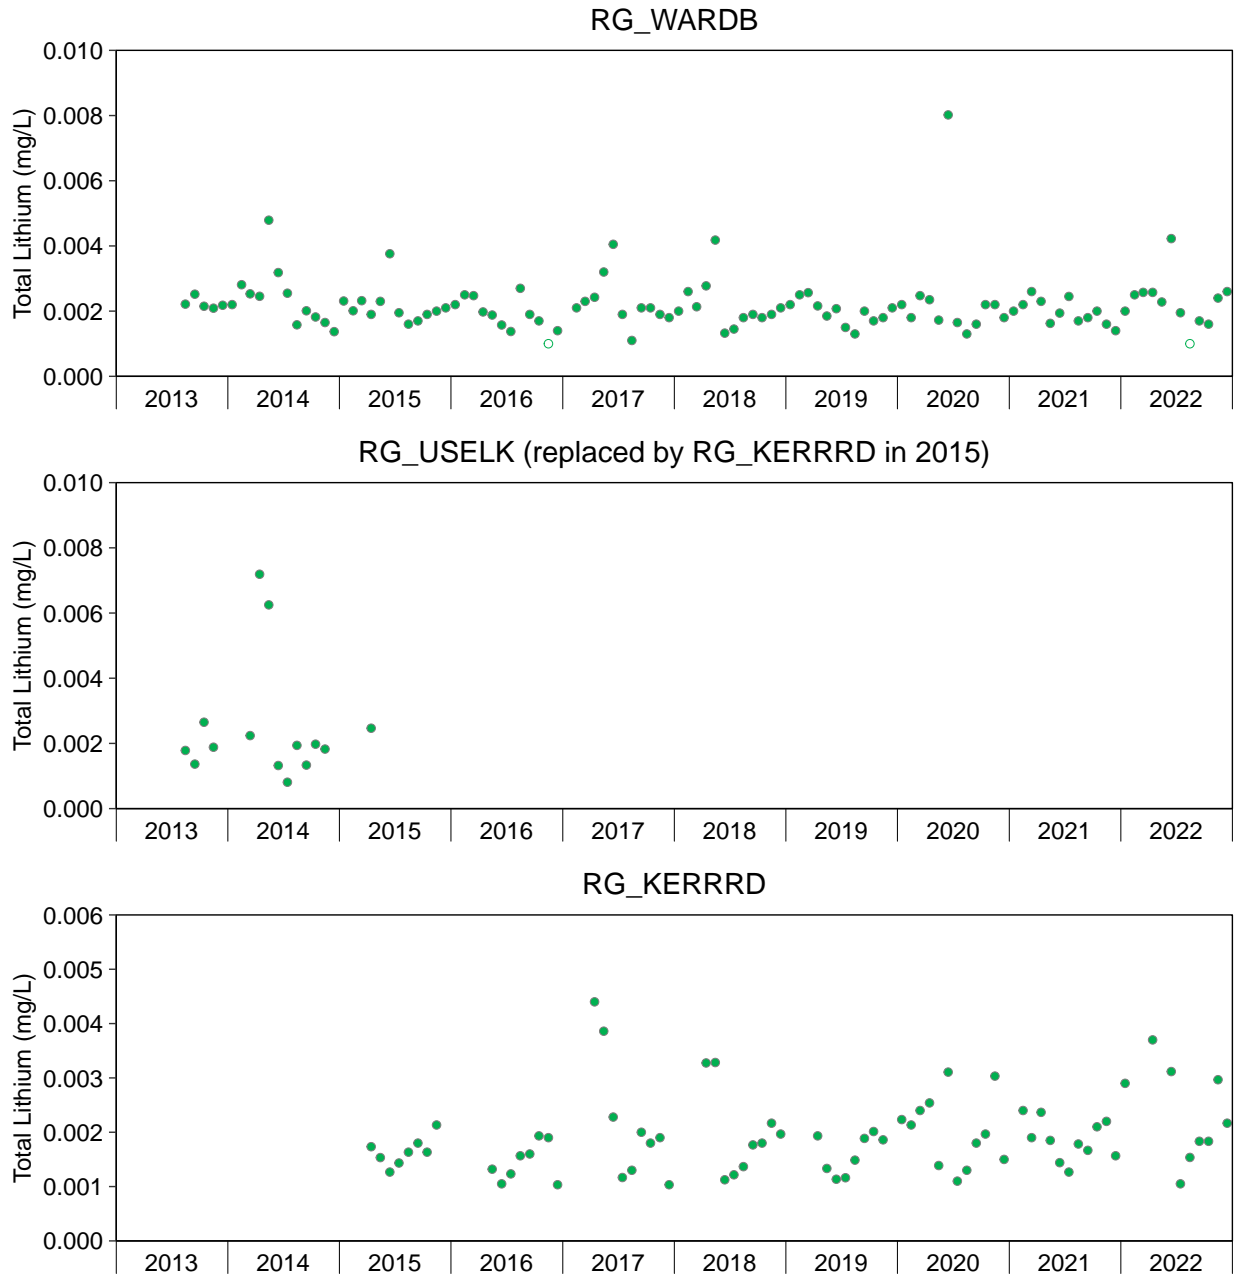 RG_WARDB
Total Lithium (mg/L)
0.010
0.008
0.006
0.004
0.002
0.000
2013 2014 2015 2016 2017 2018 2019 2020 2021 2022
RG_USELK (replaced by RG_KERRRD in 2015)
Total Lithium (mg/L)
0.010
0.008
0.006
0.004
0.002
0.000
2013 2014 2015 2016 2017 2018 2019 2020 2021 2022
RG_KERRRD
Total Lithium (mg/L)
0.006
0.005
0.004
0.003
0.002
0.001
0.000
2013 2014 2015 2016 2017 2018 2019 2020 2021 2022